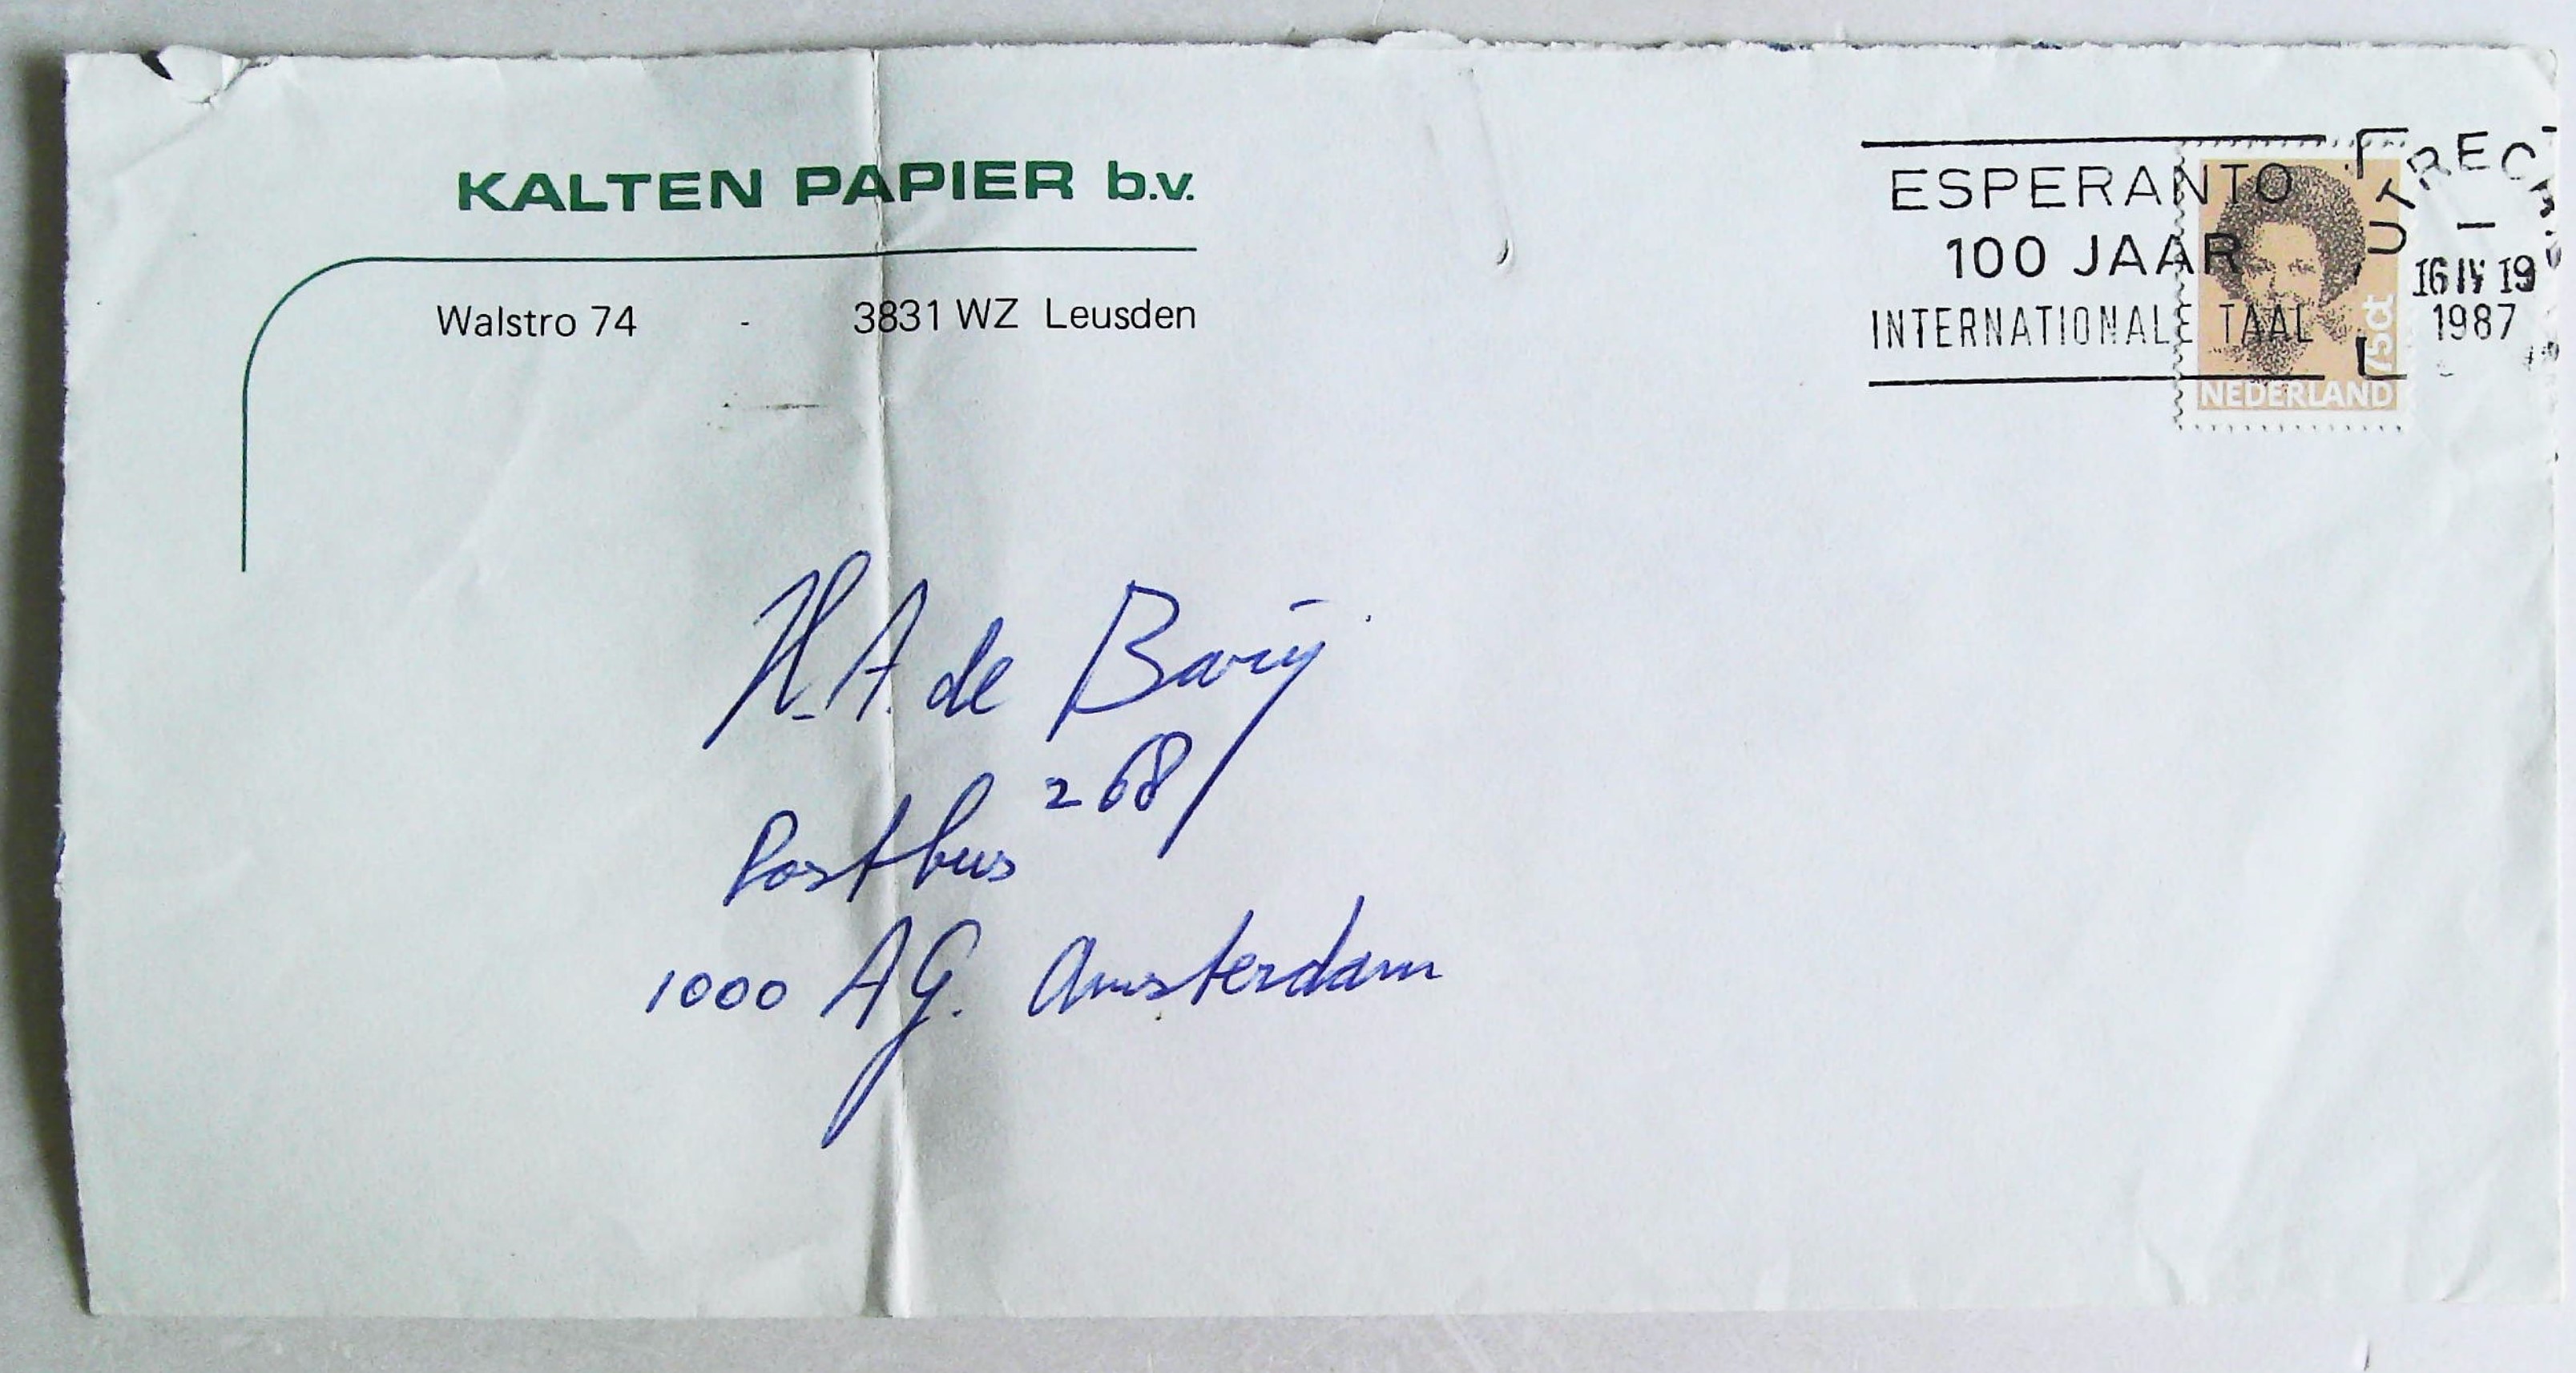 KALTEN PAPIER b.v.
Walstro 74 - 3831 WZ Leusden
ESPERANTO
100 JAAR
INTERNATIONALE TAAL
UTRECHT
16 IV 19
1987
75ct
NEDERLAND
H.A. de Barij
Postbus 268
1000 AG. Amsterdam